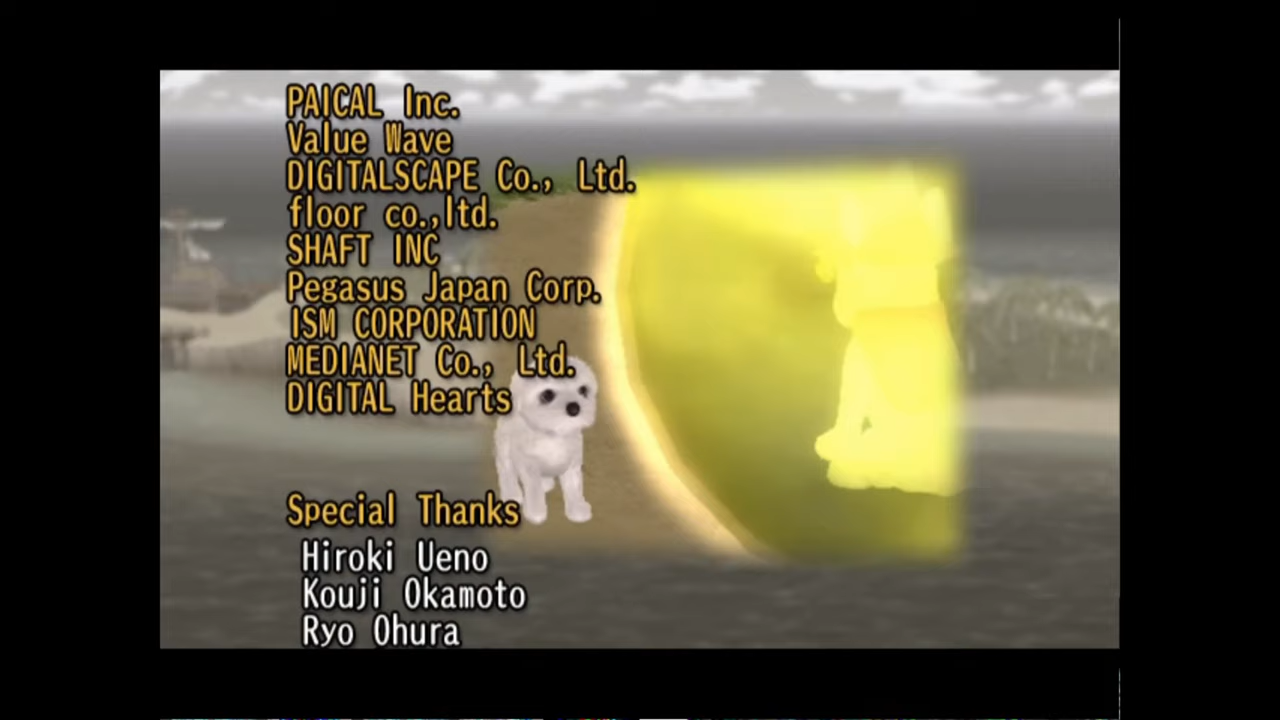 PAICAL Inc.
Value Wave
DIGITALSCAPE Co., Ltd.
floor co.,ltd.
SHAFT INC
Pegasus Japan Corp.
ISM CORPORATION
MEDIANET Co., Ltd.
DIGITAL Hearts
Special Thanks
Hiroki Ueno
Kouji Okamoto
Ryo Ohura